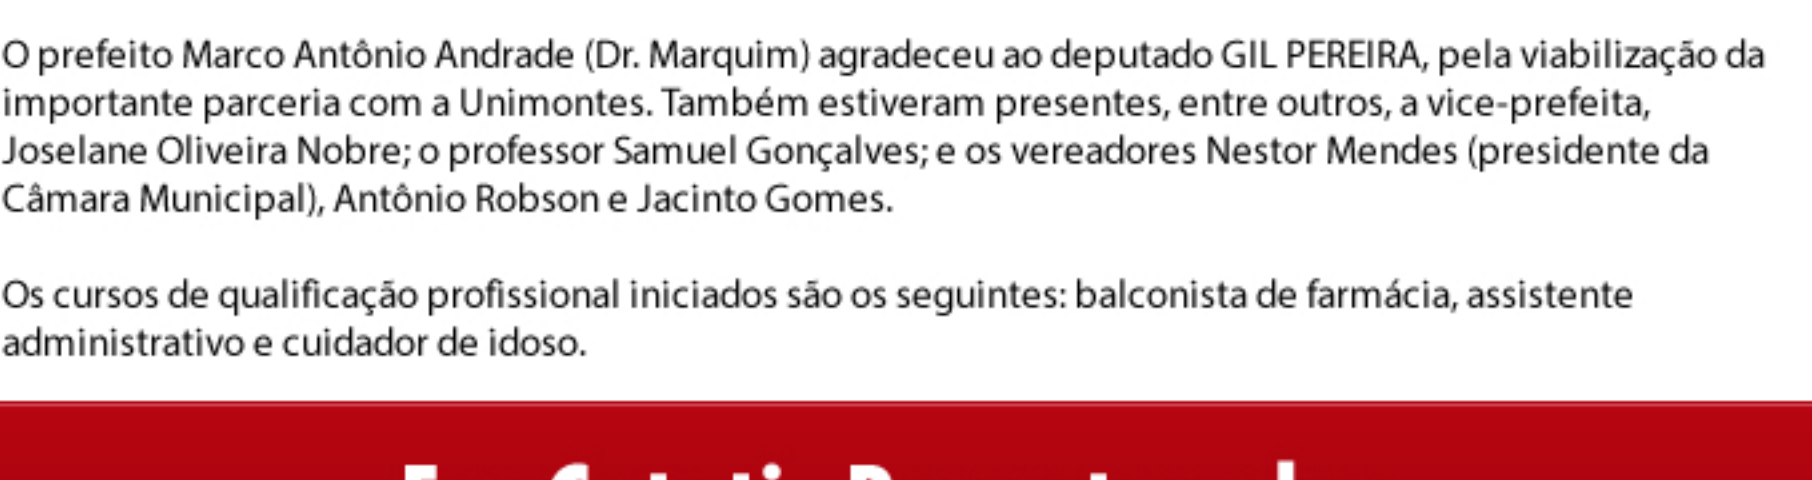 O prefeito Marco Antônio Andrade (Dr. Marquim) agradeceu ao deputado GIL PEREIRA, pela viabilização da
importante parceria com a Unimontes. Também estiveram presentes, entre outros, a vice-prefeita,
Joselane Oliveira Nobre; o professor Samuel Gonçalves; e os vereadores Nestor Mendes (presidente da
Câmara Municipal), Antônio Robson e Jacinto Gomes.
Os cursos de qualificação profissional iniciados são os seguintes: balconista de farmácia, assistente
administrativo e cuidador de idoso.